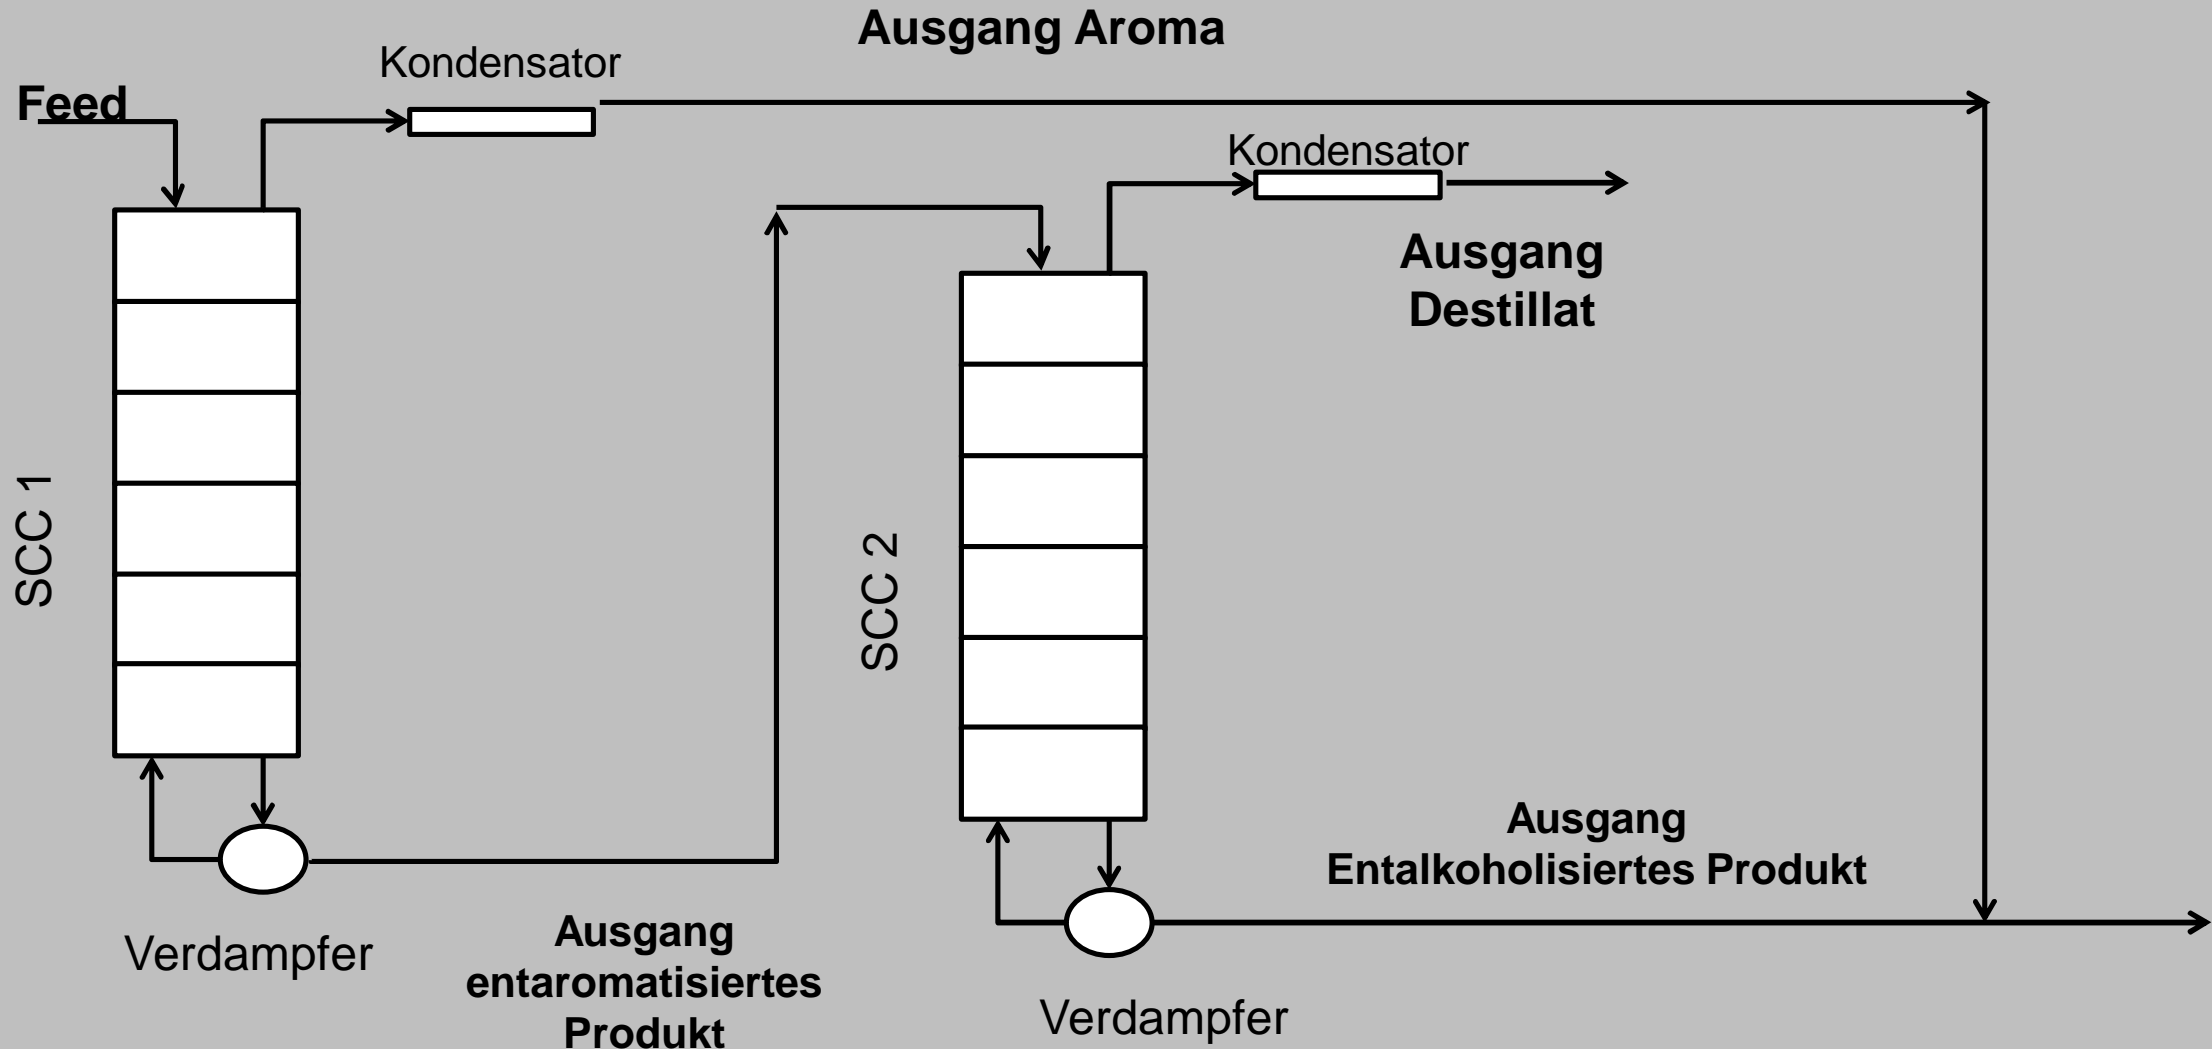 Ausgang Aroma
Kondensator
Feed
Kondensator
Ausgang
Destillat
SCC 1
SCC 2
Ausgang
Entalkoholisiertes Produkt
Verdampfer
Ausgang
entaromatisiertes
Produkt
Verdampfer